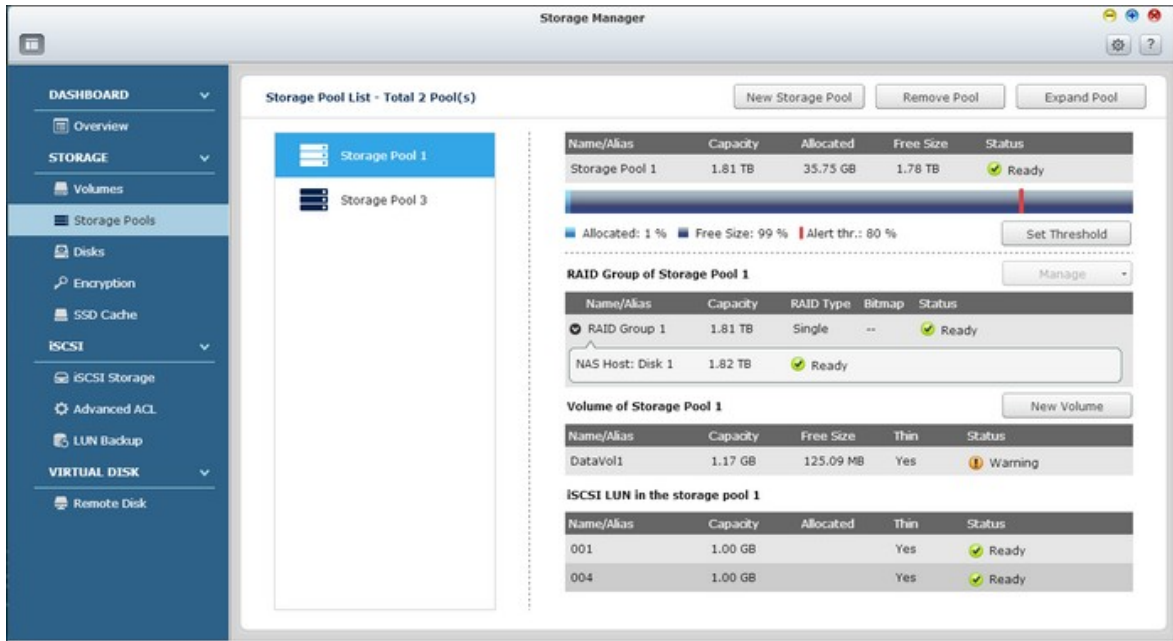 Storage Manager
?
DASHBOARD
Overview
STORAGE
Volumes
Storage Pools
Disks
Encryption
SSD Cache
iSCSI
iSCSI Storage
Advanced ACL
LUN Backup
VIRTUAL DISK
Remote Disk
Storage Pool List - Total 2 Pool(s) New Storage Pool Remove Pool Expand Pool
Storage Pool 1
Storage Pool 3
Name/Alias Capacity Allocated Free Size Status
Storage Pool 1 1.81 TB 35.75 GB 1.78 TB Ready
Allocated: 1 % Free Size: 99 % Alert thr.: 80 % Set Threshold
RAID Group of Storage Pool 1 Manage
Name/Alias Capacity RAID Type Bitmap Status
RAID Group 1 1.81 TB Single -- Ready
NAS Host: Disk 1 1.82 TB Ready
Volume of Storage Pool 1 New Volume
Name/Alias Capacity Free Size Thin Status
DataVol1 1.17 GB 125.09 MB Yes Warning
iSCSI LUN in the storage pool 1
Name/Alias Capacity Allocated Thin Status
001 1.00 GB Yes Ready
004 1.00 GB Yes Ready